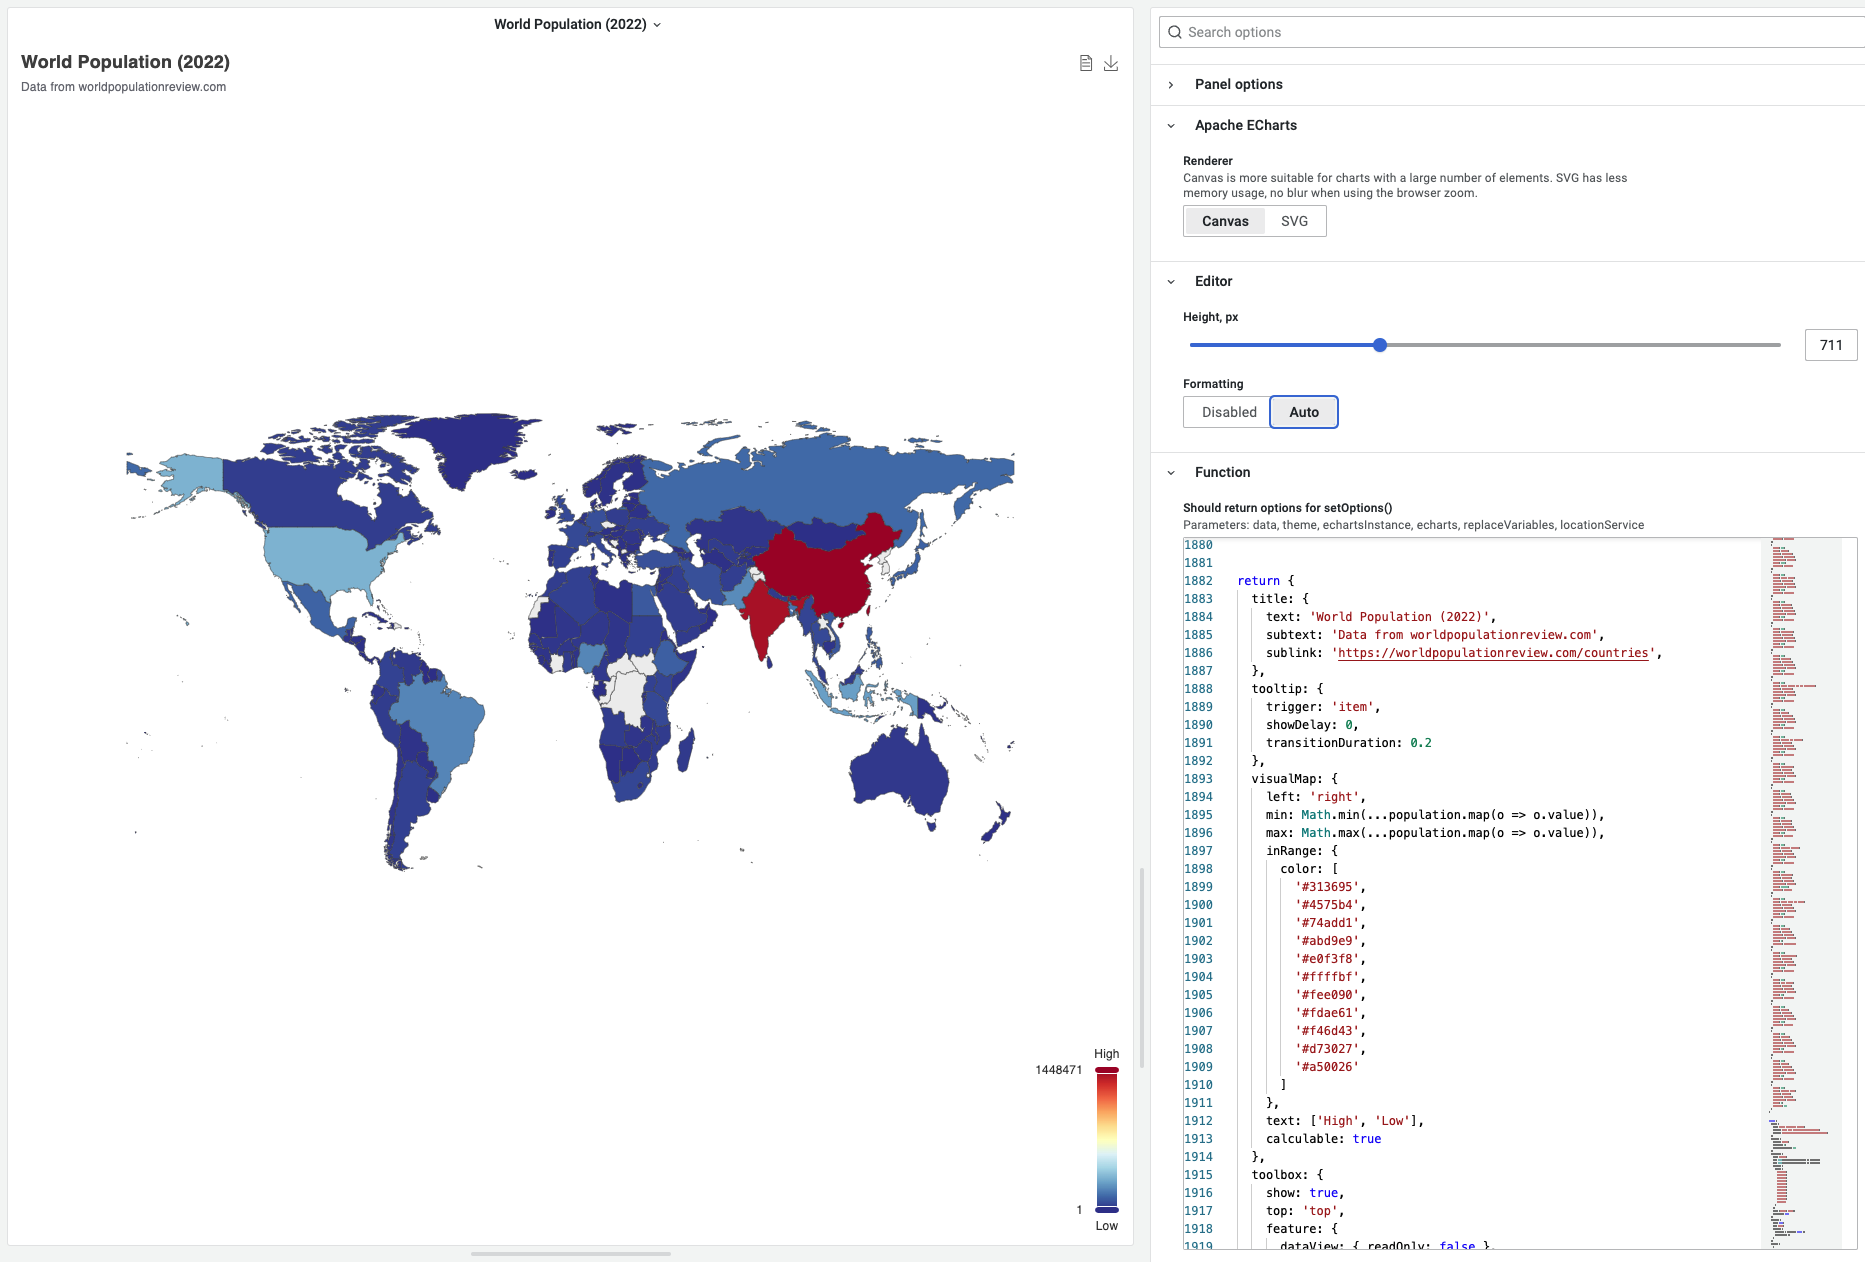 World Population (2022)
World Population (2022)
Data from worldpopulationreview.com
High
1448471
1
Low
Search options
Panel options
Apache ECharts
Renderer
Canvas is more suitable for charts with a large number of elements. SVG has less
memory usage, no blur when using the browser zoom.
Canvas SVG
Editor
Height, px
711
Formatting
Disabled Auto
Function
Should return options for setOptions()
Parameters: data, theme, echartsInstance, echarts, replaceVariables, locationService
1880
1881
1882 return {
1883 title: {
1884 text: 'World Population (2022)',
1885 subtext: 'Data from worldpopulationreview.com',
1886 sublink: 'https://worldpopulationreview.com/countries',
1887 },
1888 tooltip: {
1889 trigger: 'item',
1890 showDelay: 0,
1891 transitionDuration: 0.2
1892 },
1893 visualMap: {
1894 left: 'right',
1895 min: Math.min(...population.map(o => o.value)),
1896 max: Math.max(...population.map(o => o.value)),
1897 inRange: {
1898 color: [
1899 '#313695',
1900 '#4575b4',
1901 '#74add1',
1902 '#abd9e9',
1903 '#e0f3f8',
1904 '#ffffbf',
1905 '#fee090',
1906 '#fdae61',
1907 '#f46d43',
1908 '#d73027',
1909 '#a50026'
1910 ]
1911 },
1912 text: ['High', 'Low'],
1913 calculable: true
1914 },
1915 toolbox: {
1916 show: true,
1917 top: 'top',
1918 feature: {
1919 dataView: { readOnly: false },